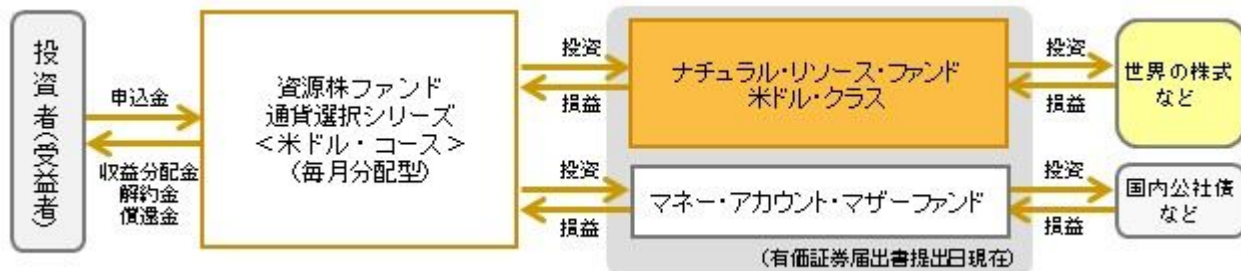 投資者(受益者)
申込金
収益分配金
解約金
償還金
資源株ファンド
通貨選択シリーズ
＜米ドル・コース＞
(毎月分配型)
投資
損益
ナチュラル・リソース・ファンド
米ドル・クラス
投資
損益
世界の株式
など
投資
損益
マネー・アカウント・マザーファンド
投資
損益
国内公社債
など
(有価証券届出書提出日現在)